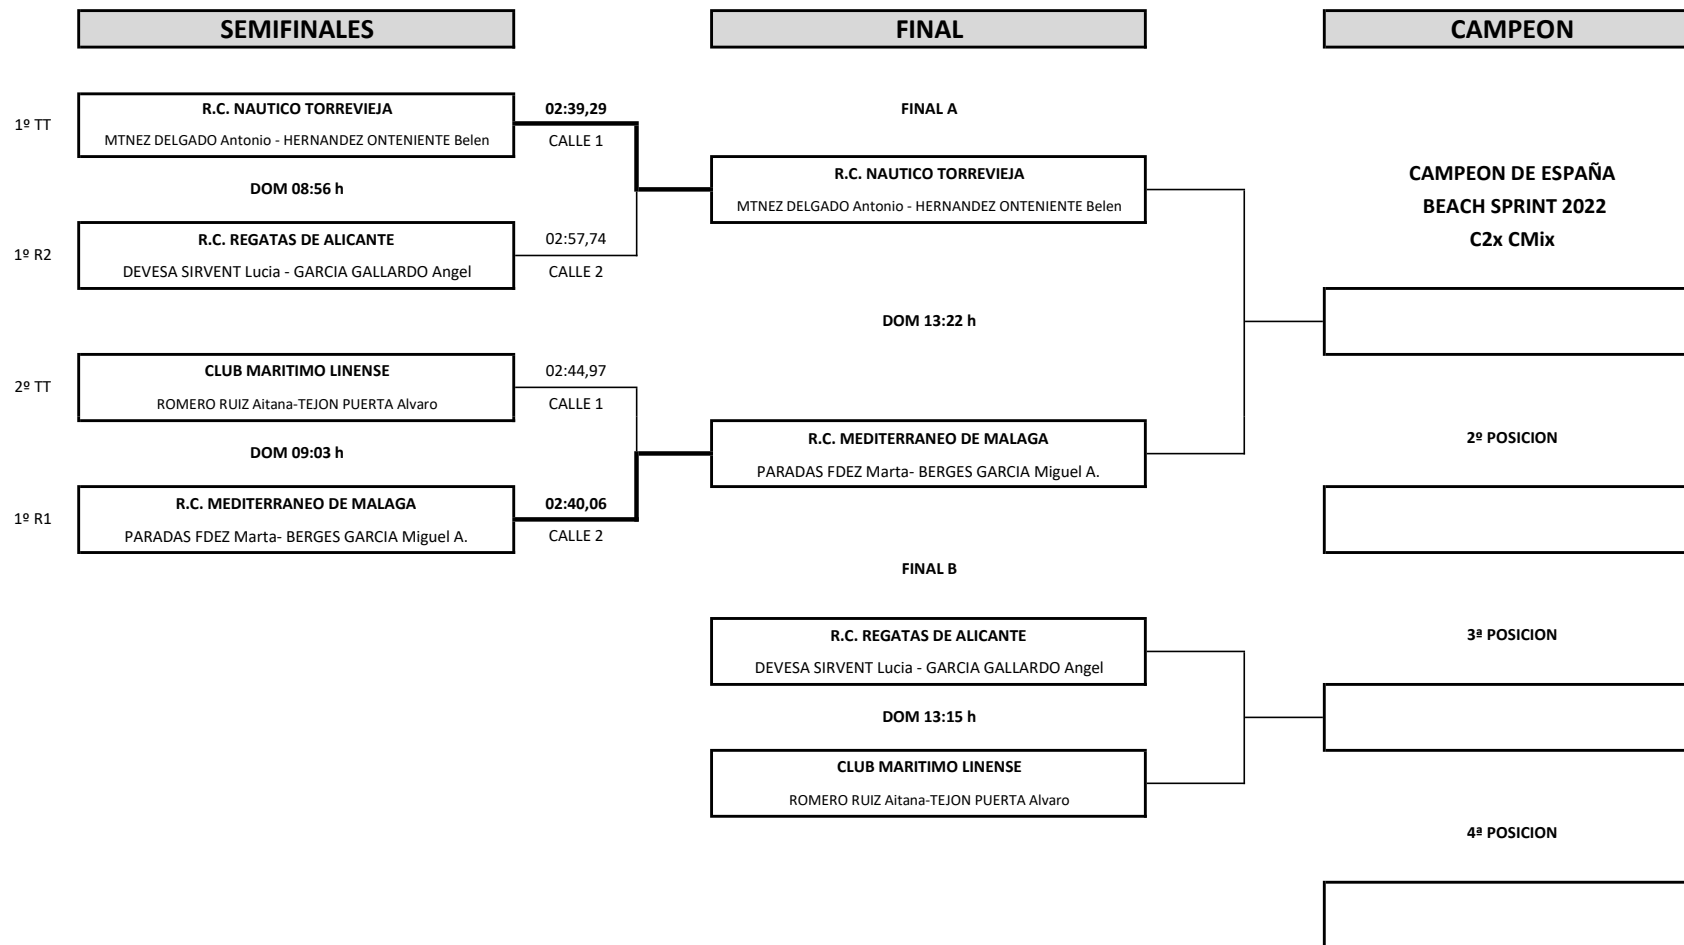 SEMIFINALES
FINAL
CAMPEON
1º TT
R.C. NAUTICO TORREVIEJA
MTNEZ DELGADO Antonio - HERNANDEZ ONTENIENTE Belen
02:39,29
CALLE 1
DOM 08:56 h
1º R2
R.C. REGATAS DE ALICANTE
DEVESA SIRVENT Lucia - GARCIA GALLARDO Angel
02:57,74
CALLE 2
2º TT
CLUB MARITIMO LINENSE
ROMERO RUIZ Aitana-TEJON PUERTA Alvaro
02:44,97
CALLE 1
DOM 09:03 h
1º R1
R.C. MEDITERRANEO DE MALAGA
PARADAS FDEZ Marta- BERGES GARCIA Miguel A.
02:40,06
CALLE 2
FINAL A
R.C. NAUTICO TORREVIEJA
MTNEZ DELGADO Antonio - HERNANDEZ ONTENIENTE Belen
DOM 13:22 h
R.C. MEDITERRANEO DE MALAGA
PARADAS FDEZ Marta- BERGES GARCIA Miguel A.
FINAL B
R.C. REGATAS DE ALICANTE
DEVESA SIRVENT Lucia - GARCIA GALLARDO Angel
DOM 13:15 h
CLUB MARITIMO LINENSE
ROMERO RUIZ Aitana-TEJON PUERTA Alvaro
CAMPEON DE ESPAÑA
BEACH SPRINT 2022
C2x CMix
2º POSICION
3ª POSICION
4ª POSICION